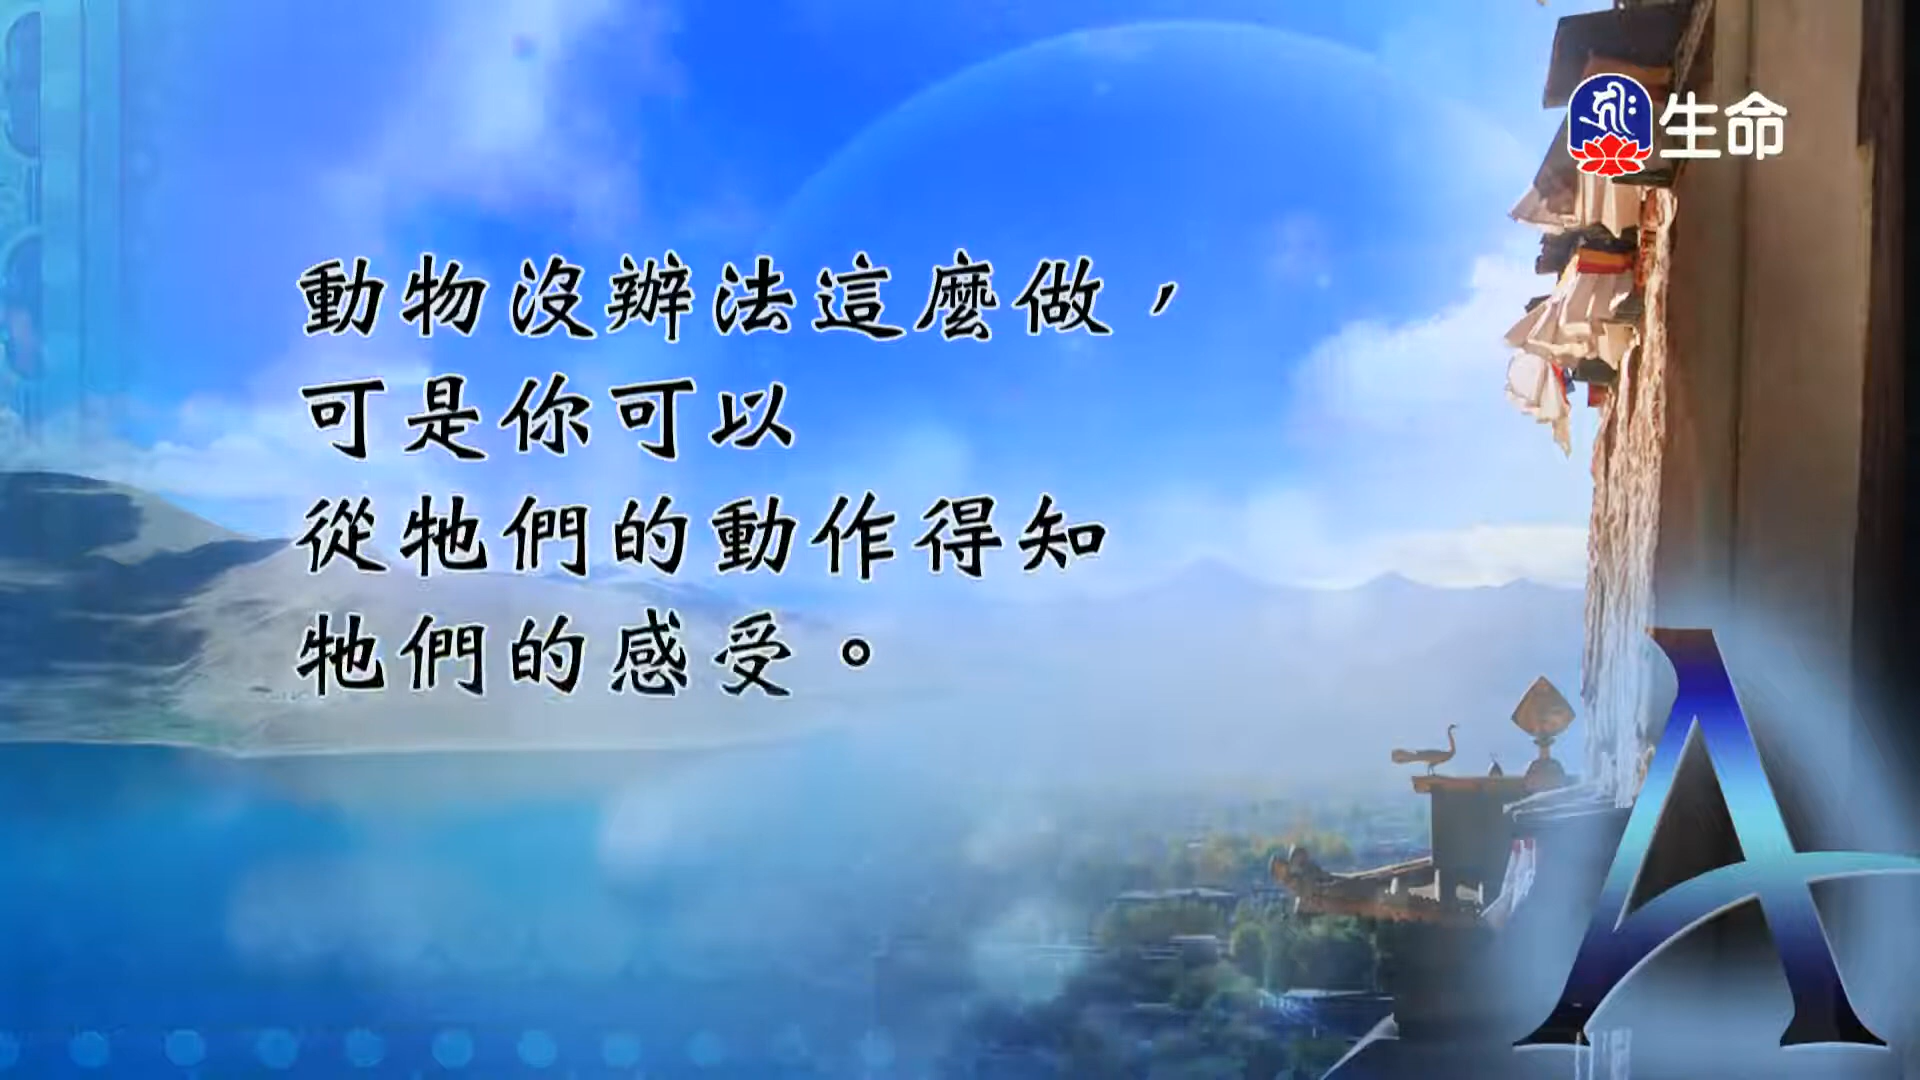 生命
動物沒辦法這麼做，
可是你可以
從牠們的動作得知
牠們的感受。
A